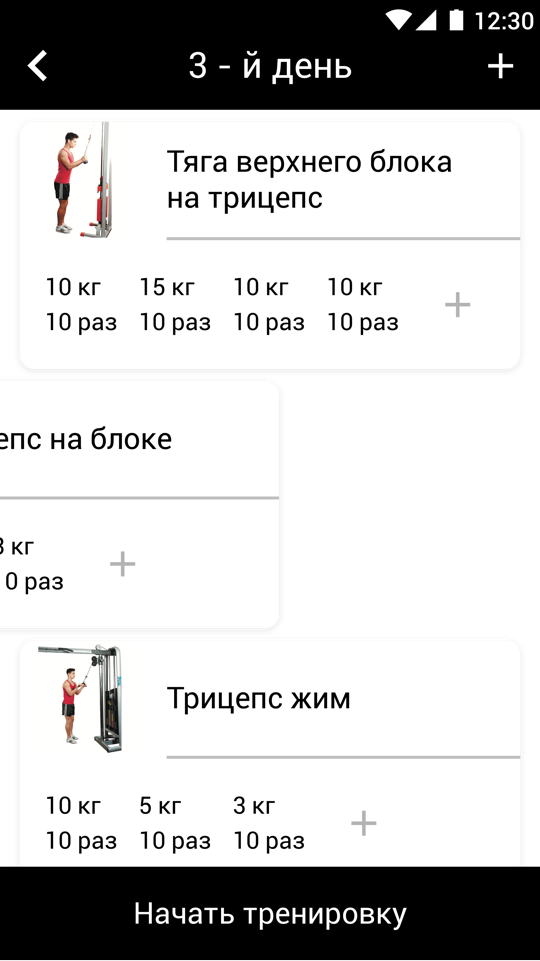 12:30
3 - й день
Тяга верхнего блока
на трицепс
10 кг 15 кг 10 кг 10 кг
10 раз 10 раз 10 раз 10 раз
епс на блоке
кг
0 раз
Трицепс жим
10 кг 5 кг 3 кг
10 раз 10 раз 10 раз
Начать тренировку